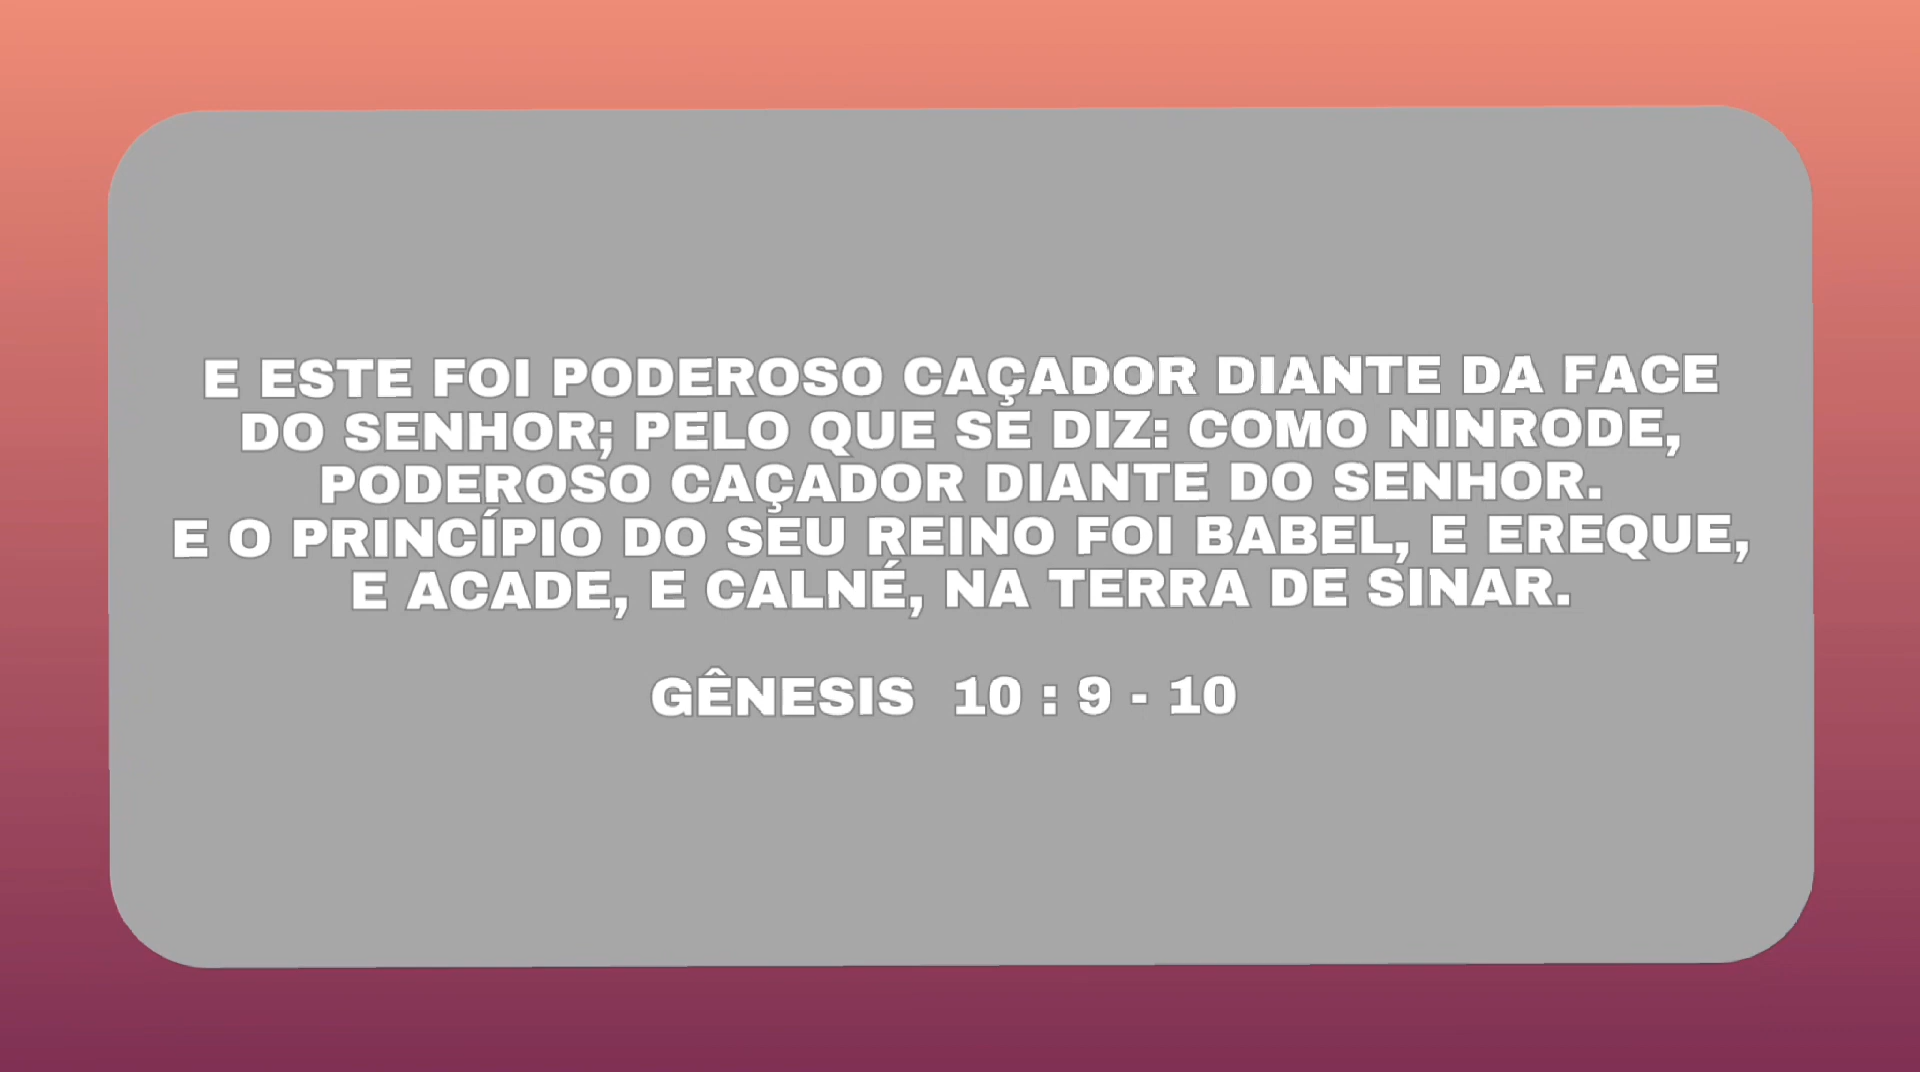 E ESTE FOI PODEROSO CAÇADOR DIANTE DA FACE
DO SENHOR; PELO QUE SE DIZ: COMO NINRODE,
PODEROSO CAÇADOR DIANTE DO SENHOR.
E O PRINCÍPIO DO SEU REINO FOI BABEL, E EREQUE,
E ACADE, E CALNÉ, NA TERRA DE SINAR.
GÊNESIS 10 : 9 - 10